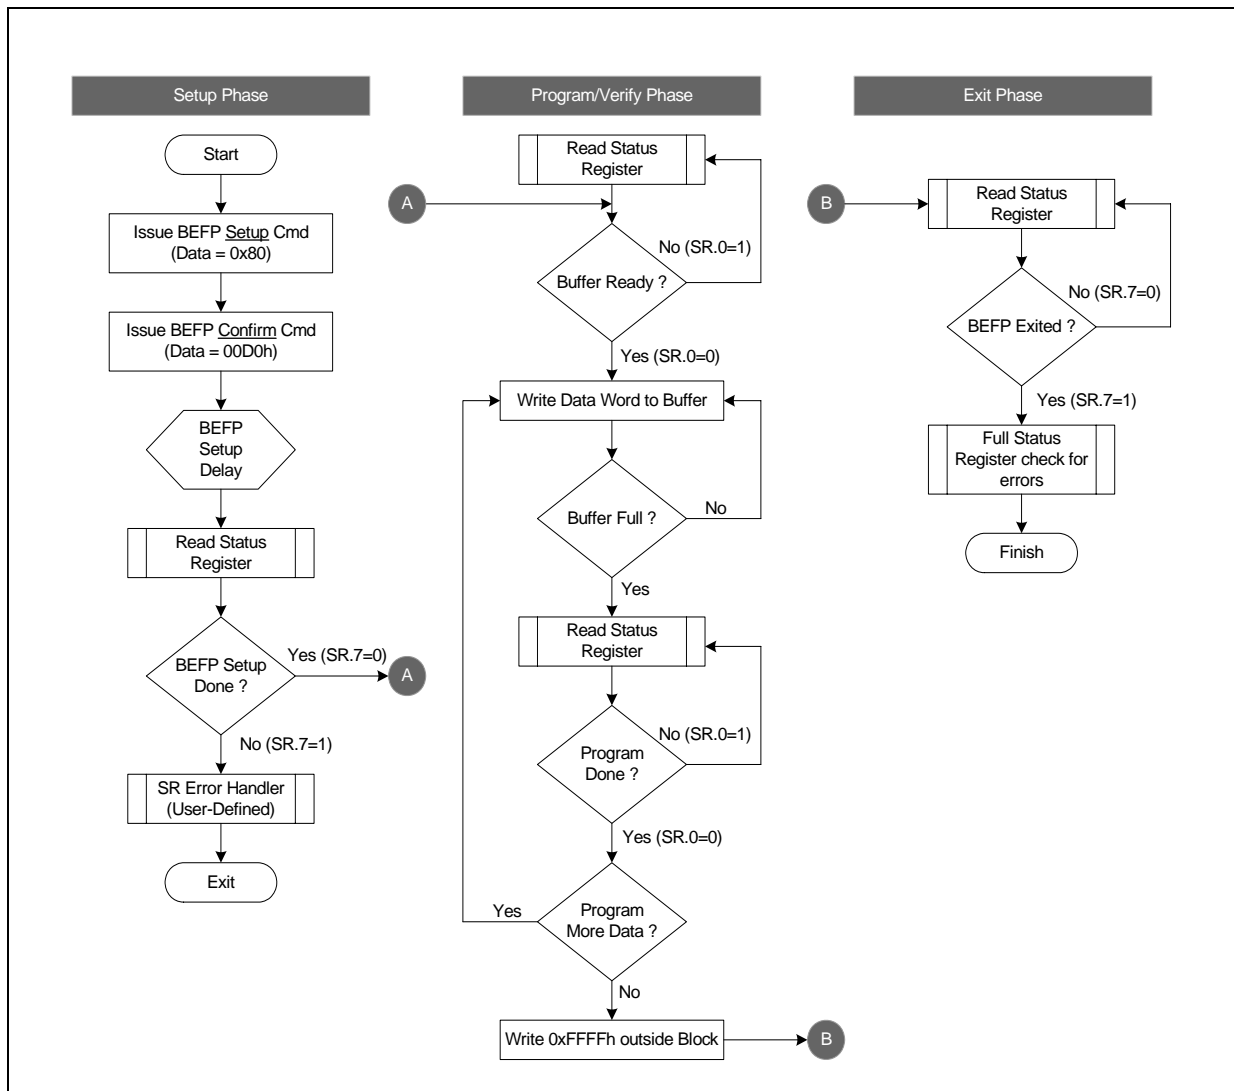 Setup Phase
Start
Issue BEFP Setup Cmd
(Data = 0x80)
Issue BEFP Confirm Cmd
(Data = 00D0h)
BEFP
Setup
Delay
Read Status
Register
BEFP Setup
Done ?
Yes (SR.7=0)
A
No (SR.7=1)
SR Error Handler
(User-Defined)
Exit
Program/Verify Phase
Read Status
Register
A
Buffer Ready ?
No (SR.0=1)
Yes (SR.0=0)
Write Data Word to Buffer
Buffer Full ?
No
Yes
Read Status
Register
Program
Done ?
No (SR.0=1)
Yes (SR.0=0)
Program
More Data ?
Yes
No
Write 0xFFFFh outside Block
B
Exit Phase
B
Read Status
Register
BEFP Exited ?
No (SR.7=0)
Yes (SR.7=1)
Full Status
Register check for
errors
Finish